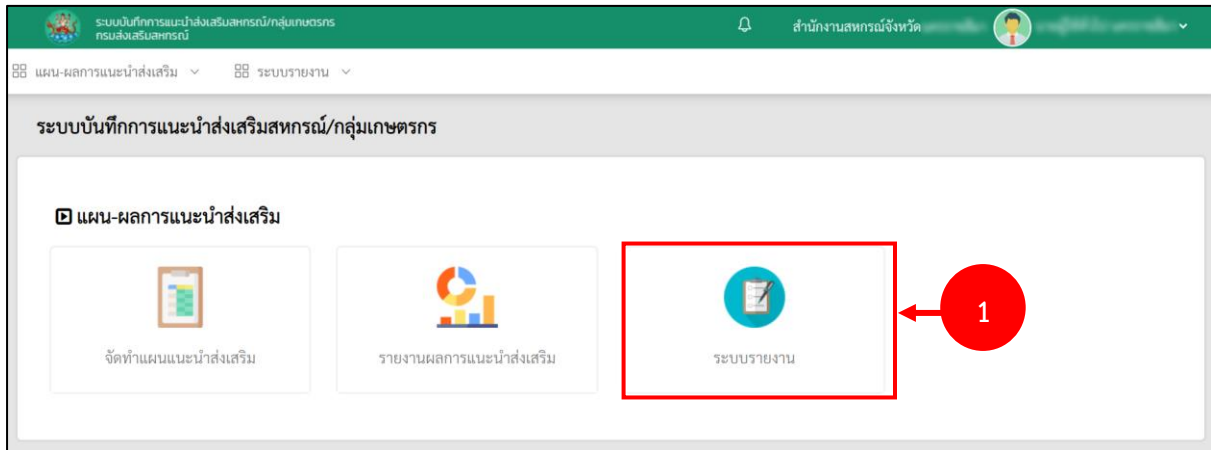 ระบบบันทึกการแนะนำส่งเสริมสหกรณ์/กลุ่มเกษตรกร
กรมส่งเสริมสหกรณ์
สำนักงานสหกรณ์จังหวัด
แผน-ผลการแนะนำส่งเสริม
ระบบรายงาน
ระบบบันทึกการแนะนำส่งเสริมสหกรณ์/กลุ่มเกษตรกร
แผน-ผลการแนะนำส่งเสริม
จัดทำแผนแนะนำส่งเสริม
รายงานผลการแนะนำส่งเสริม
ระบบรายงาน
1